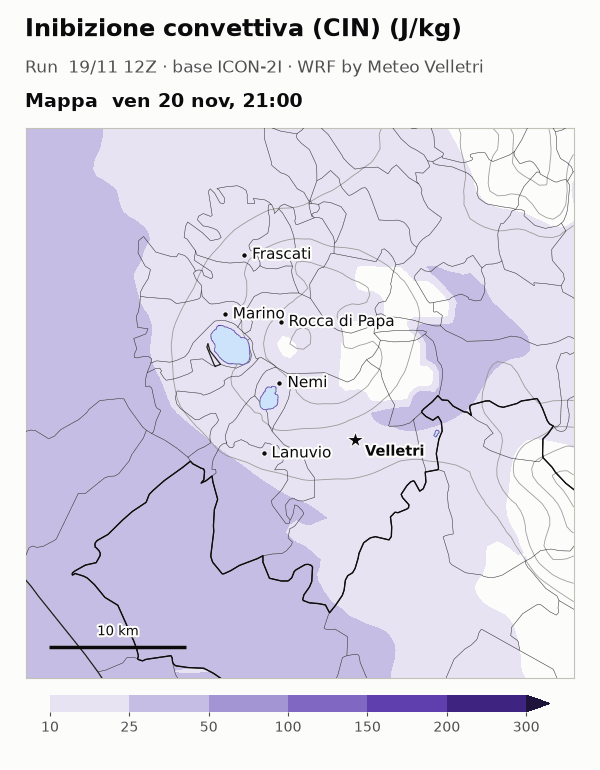 Inibizione convettiva (CIN) (J/kg)
Run  19/11 12Z · base ICON-2I · WRF by Meteo Velletri
Mappa  ven 20 nov, 21:00
Frascati
Marino
Rocca di Papa
Nemi
Velletri
Lanuvio
10 km
10 25 50 100 150 200 300